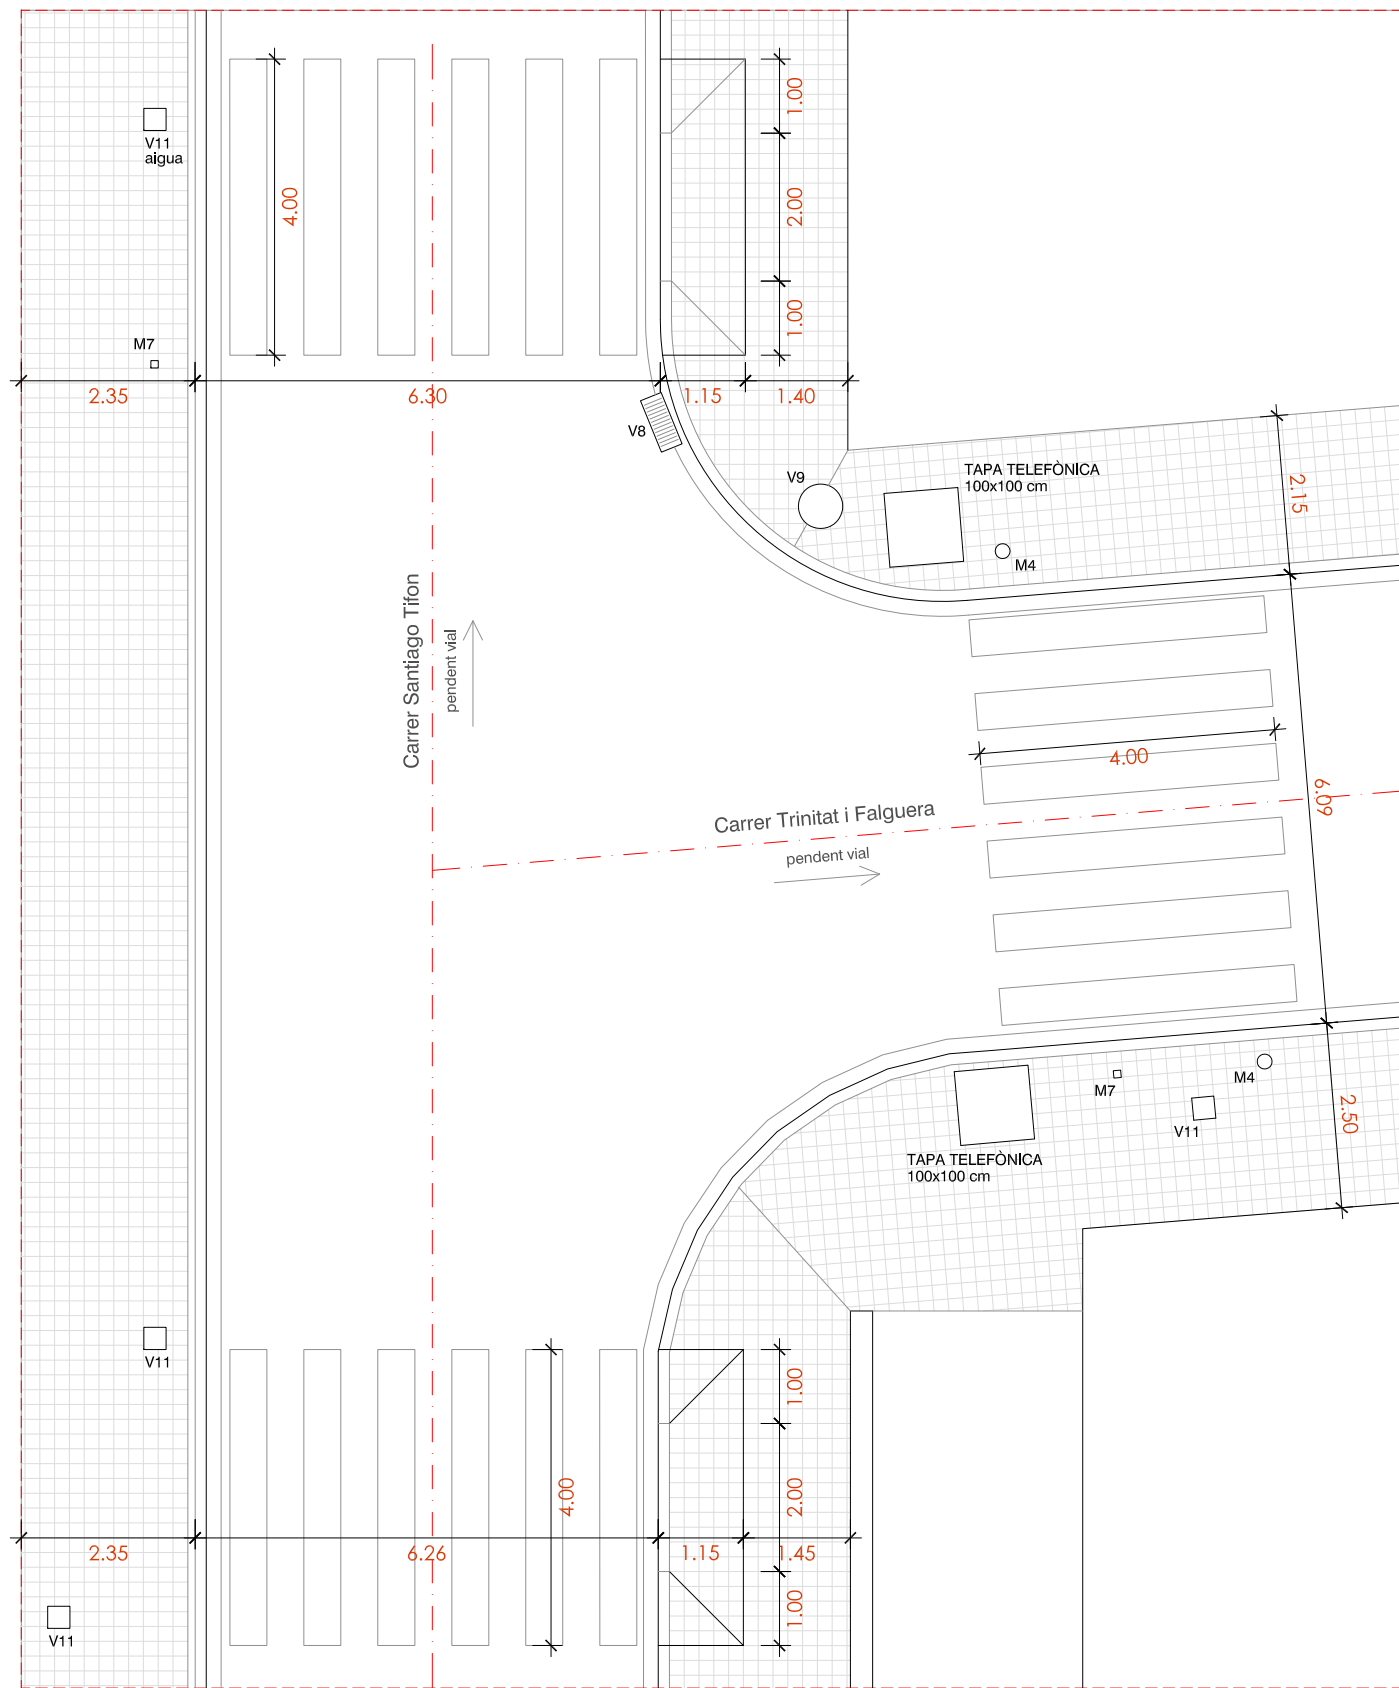 1.00
V11
aigua
4.00
2.00
1.00
M7
2.35
6.30
1.15
1.40
V8
V9
TAPA TELEFÒNICA
100x100 cm
2.15
M4
Carrer Santiago Tifon
pendent vial
4.00
6.09
Carrer Trinitat i Falguera
pendent vial
M7
M4
V11
2.50
TAPA TELEFÒNICA
100x100 cm
V11
1.00
4.00
2.00
2.35
6.26
1.15
1.45
1.00
V11